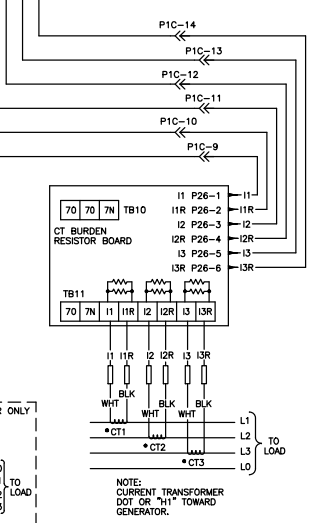 P1C-14
P1C-13
P1C-12
P1C-11
P1C-10
P1C-9
I1 P26-1 I1
I1R P26-2 I1R
I2 P26-3 I2
I2R P26-4 I2R
I3 P26-5 I3
I3R P26-6 I3R
70 70 7N TB10
CT BURDEN
RESISTOR BOARD
TB11
70 7N I1 I1R I2 I2R I3 I3R
I1 I1R I2 I2R I3 I3R
BLK BLK BLK
WHT WHT WHT
CT1
CT2
CT3
L1
L2
L3
L0
TO
LOAD
ONLY
TO
LOAD
NOTE:
CURRENT TRANSFORMER
DOT OR "H1" TOWARD
GENERATOR.